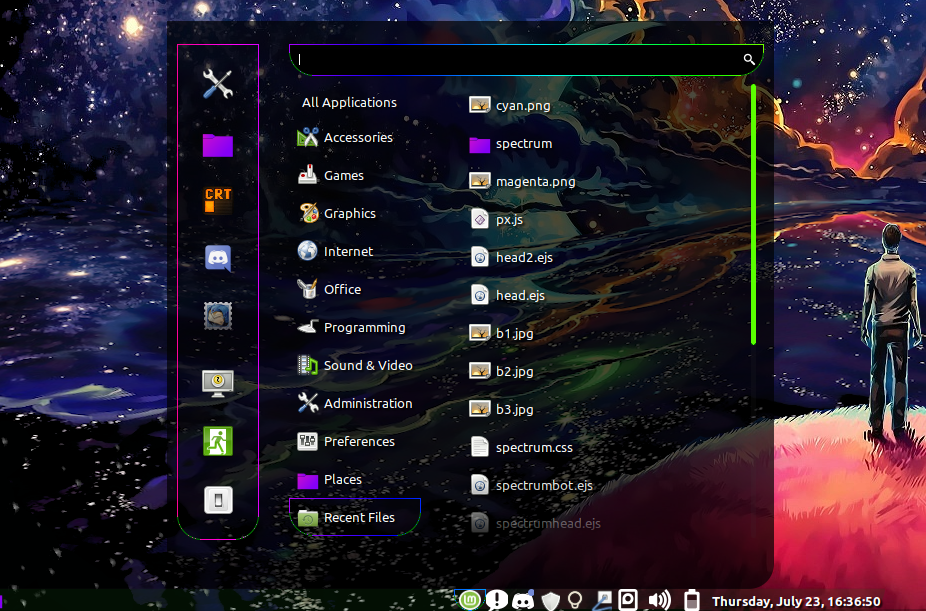 CRT
All Applications
Accessories
Games
Graphics
Internet
Office
Programming
Sound & Video
Administration
Preferences
Places
Recent Files
cyan.png
spectrum
magenta.png
px.js
head2.ejs
head.ejs
b1.jpg
b2.jpg
b3.jpg
spectrum.css
spectrumbot.ejs
spectrumhead.ejs
Thursday, July 23, 16:36:50